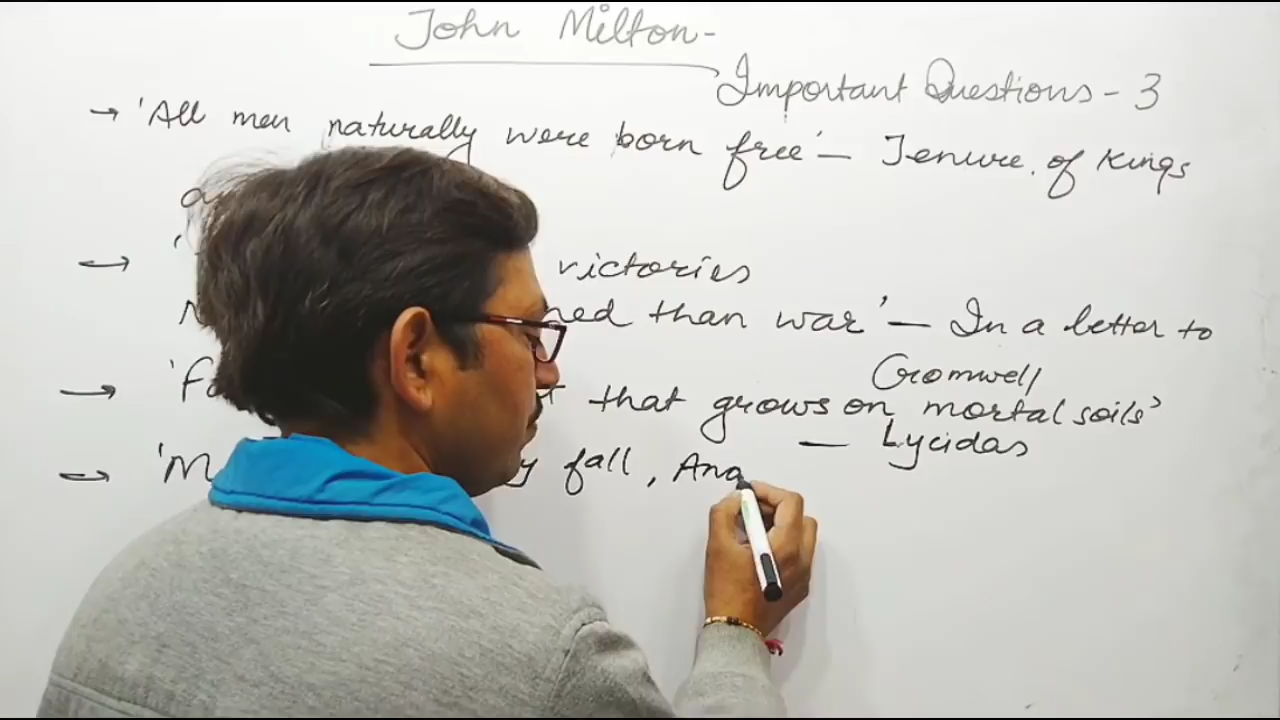 John Milton-
Important Questions - 3
→ 'All men naturally were born free' — Tenure of Kings
→ ' victories
than war' — In a letter to
Cromwell
→ that grows on mortal soils'
— Lycidas
→ fall, And